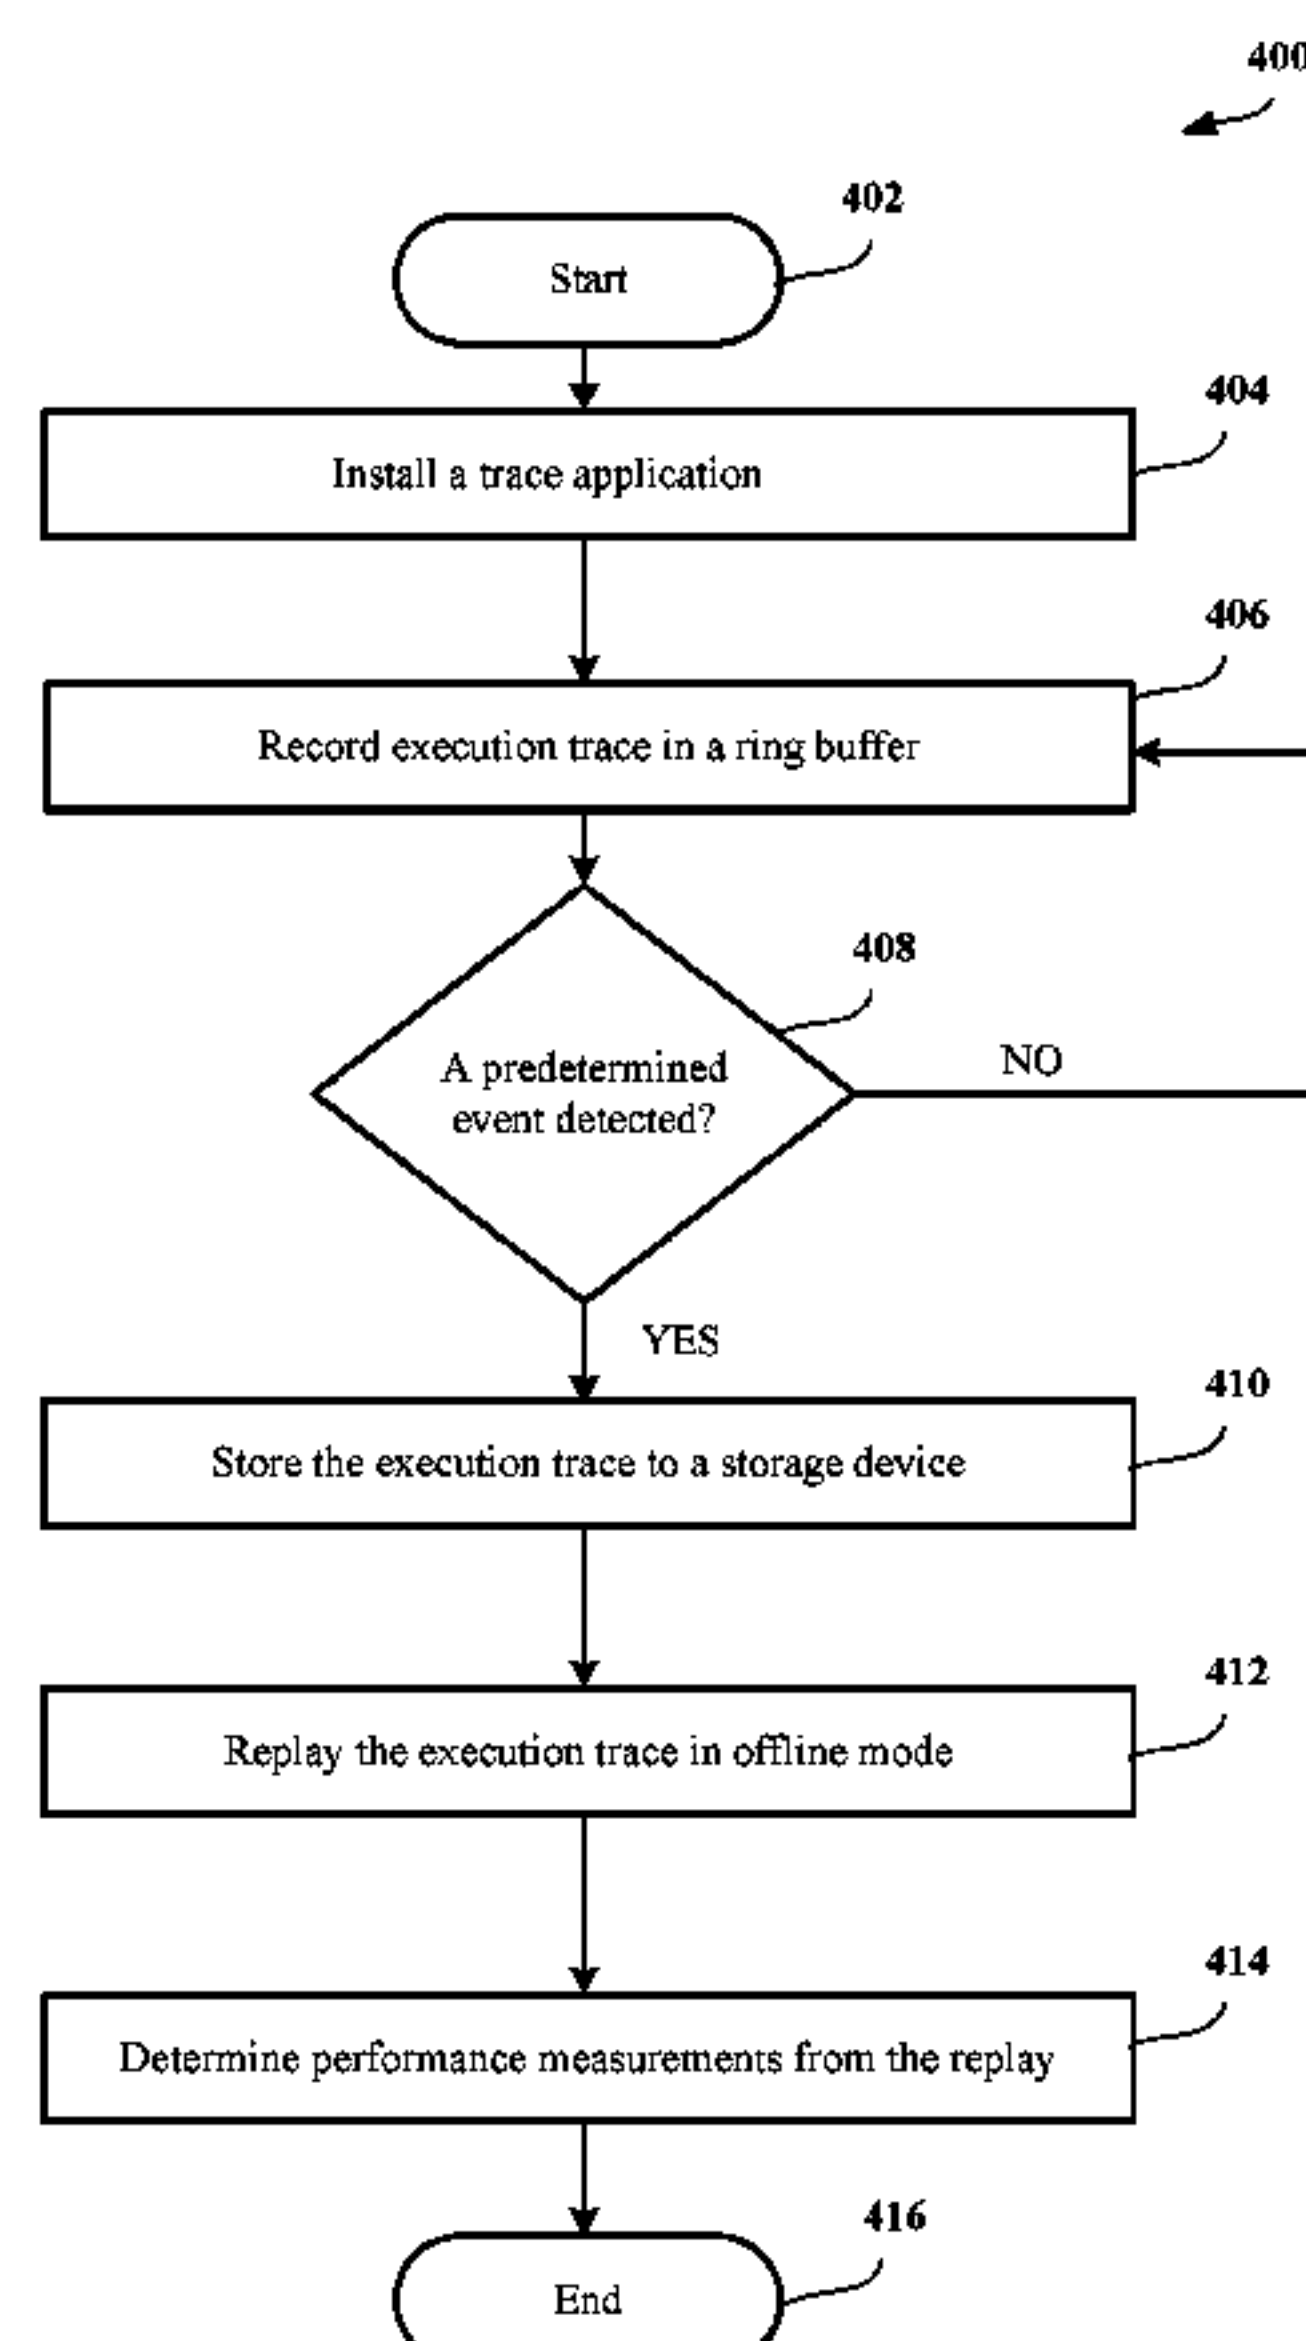 400
402
Start
404
Install a trace application
406
Record execution trace in a ring buffer
408
A predetermined
event detected?
NO
YES
410
Store the execution trace to a storage device
412
Replay the execution trace in offline mode
414
Determine performance measurements from the replay
416
End